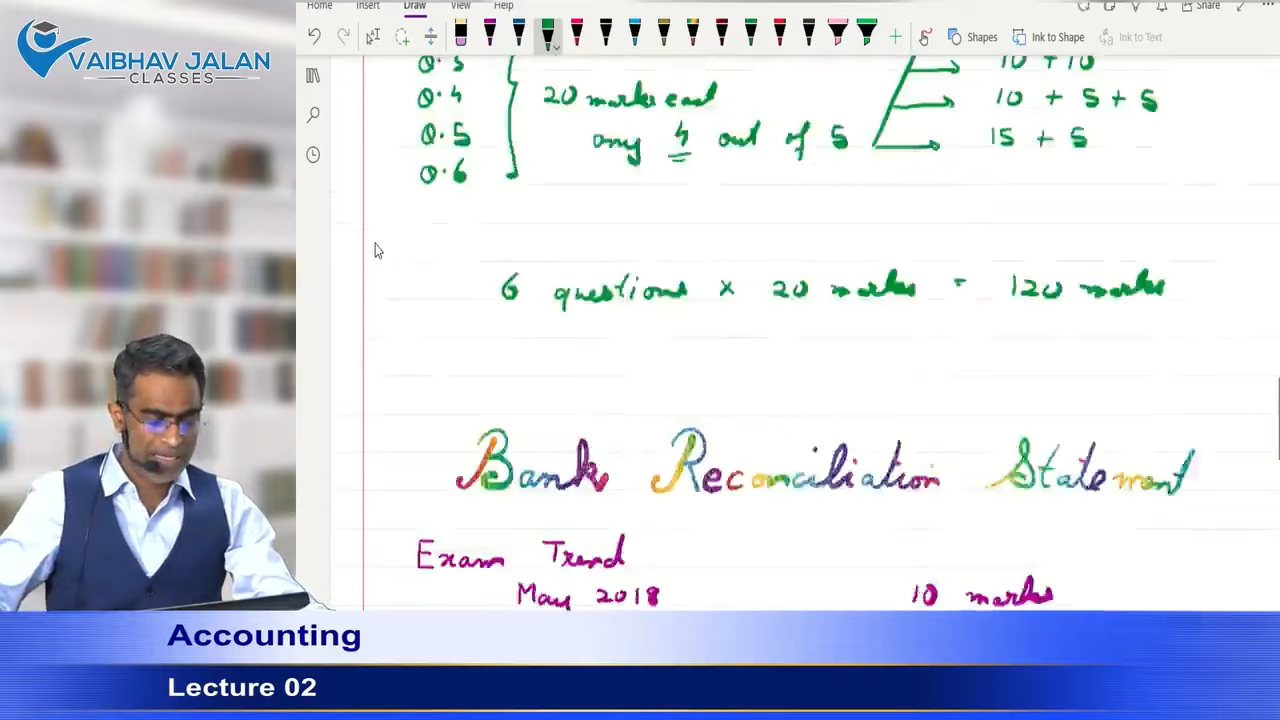 VAIBHAV JALAN
CLASSES
Home Insert Draw View Help
Share
Shapes
Ink to Shape
Ink to Text
Q.3
Q.4
Q.5
Q.6
20 marks each
any 4 out of 5
10 + 10
10 + 5 + 5
15 + 5
6 questions × 20 marks = 120 marks
Bank Reconciliation Statement
Exam Trend
May 2018 10 marks
Accounting
Lecture 02